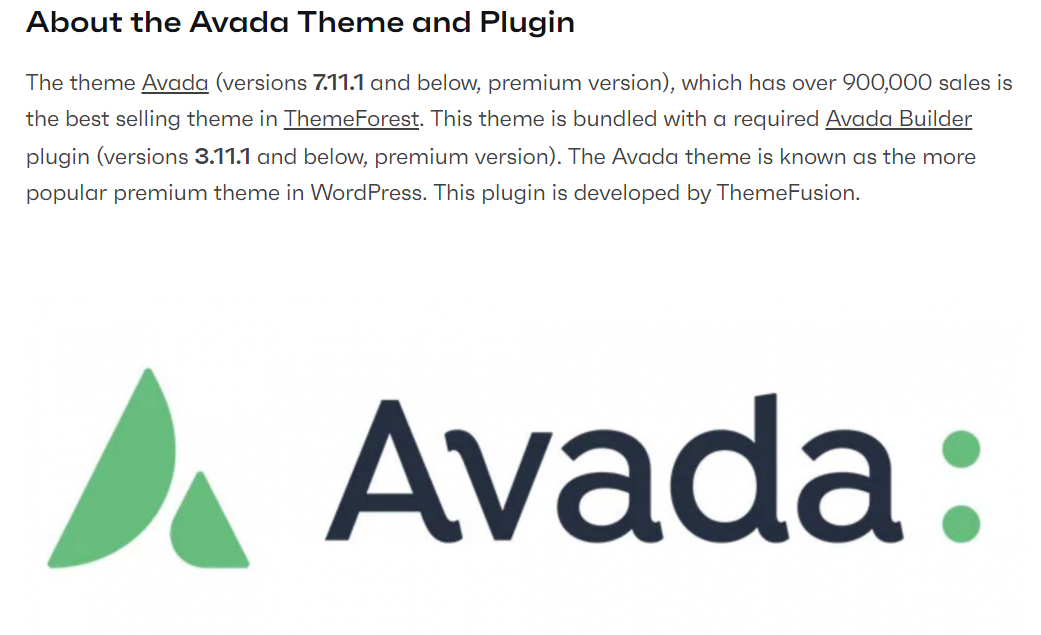 About the Avada Theme and Plugin
The theme Avada (versions 7.11.1 and below, premium version), which has over 900,000 sales is
the best selling theme in ThemeForest. This theme is bundled with a required Avada Builder
plugin (versions 3.11.1 and below, premium version). The Avada theme is known as the more
popular premium theme in WordPress. This plugin is developed by ThemeFusion.
Avada: